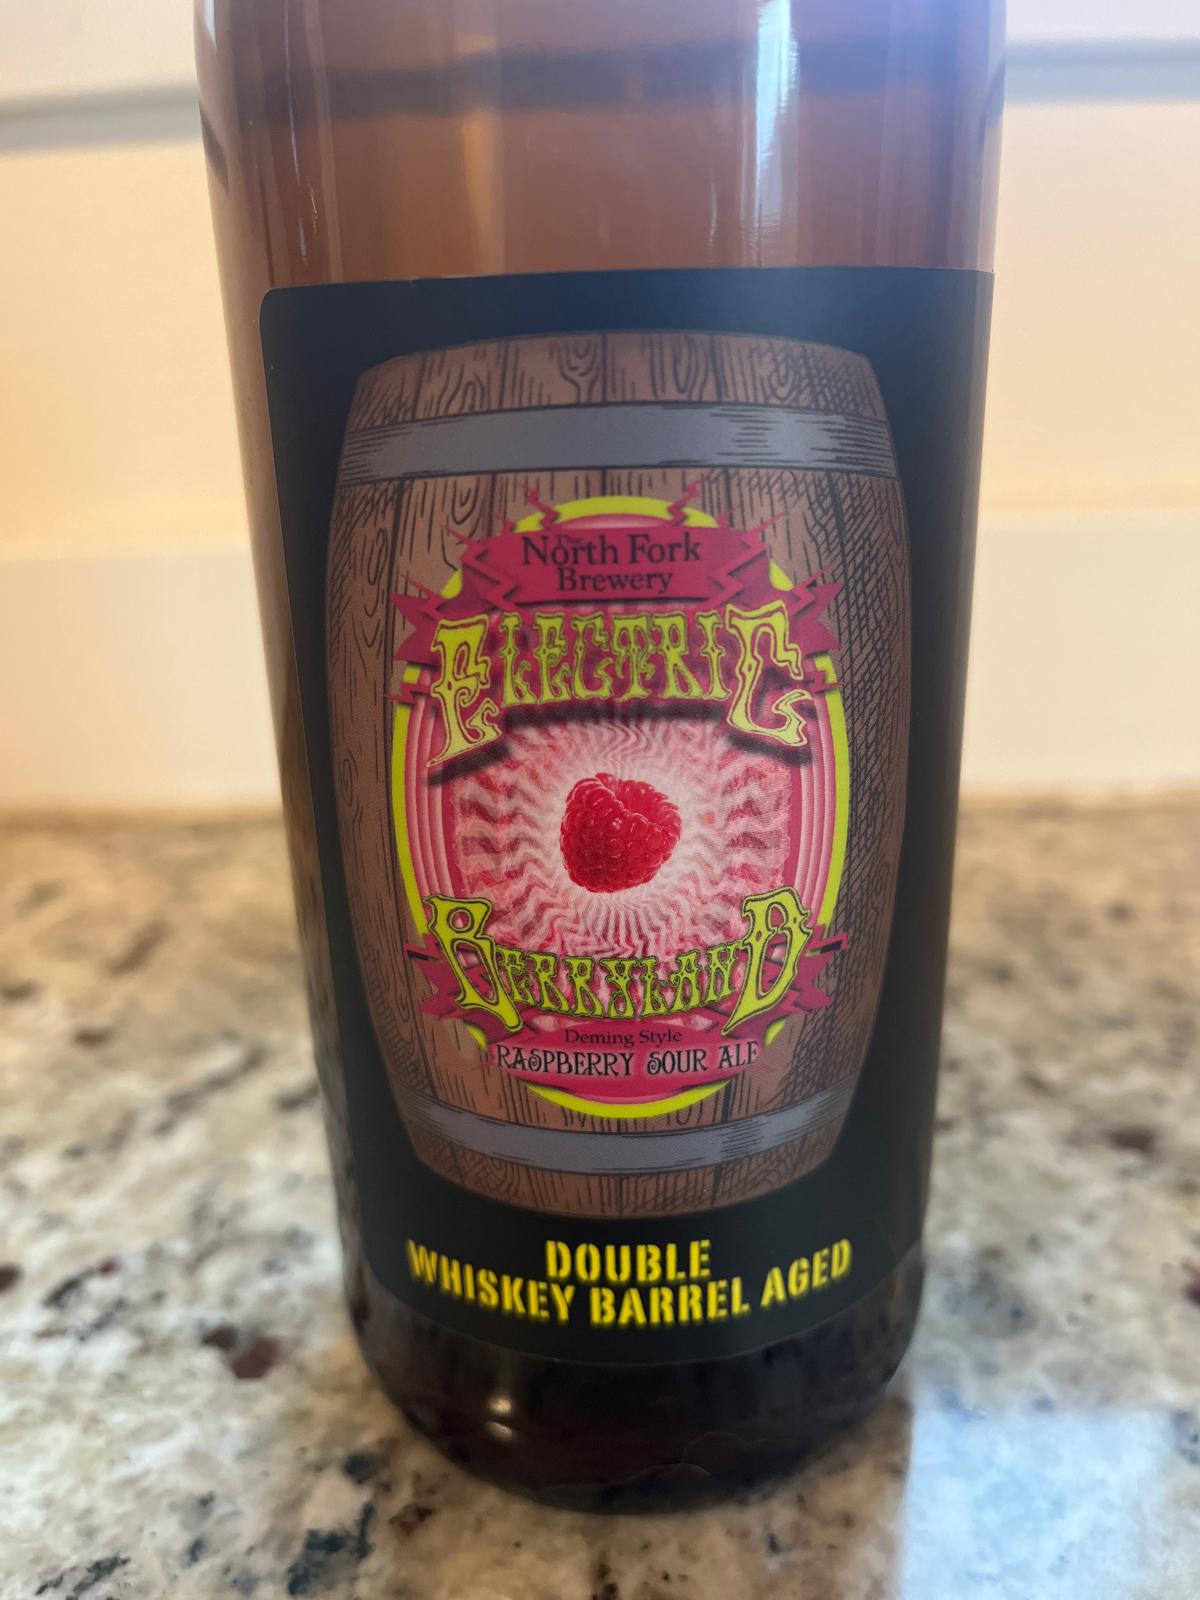 The
North Fork
Brewery
ELECTRIC
BERRYLAND
Deming Style
RASPBERRY SOUR ALE
DOUBLE
WHISKEY BARREL AGED